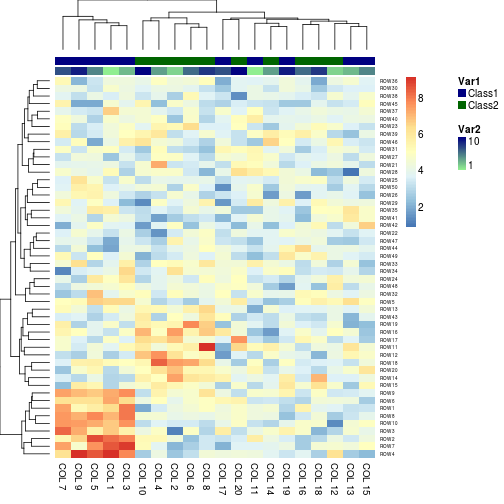 Var1
Class1
Class2
Var2
10
1
8
6
4
2
ROW36
ROW30
ROW38
ROW45
ROW37
ROW40
ROW23
ROW39
ROW46
ROW31
ROW27
ROW21
ROW28
ROW25
ROW50
ROW26
ROW29
ROW35
ROW41
ROW42
ROW22
ROW47
ROW44
ROW49
ROW33
ROW34
ROW24
ROW48
ROW32
ROW5
ROW13
ROW43
ROW19
ROW16
ROW17
ROW11
ROW12
ROW18
ROW20
ROW14
ROW15
ROW9
ROW6
ROW1
ROW8
ROW10
ROW3
ROW2
ROW7
ROW4
COL 7
COL 9
COL 5
COL 1
COL 3
COL 10
COL 4
COL 2
COL 6
COL 8
COL 17
COL 20
COL 11
COL 14
COL 19
COL 16
COL 18
COL 12
COL 13
COL 15